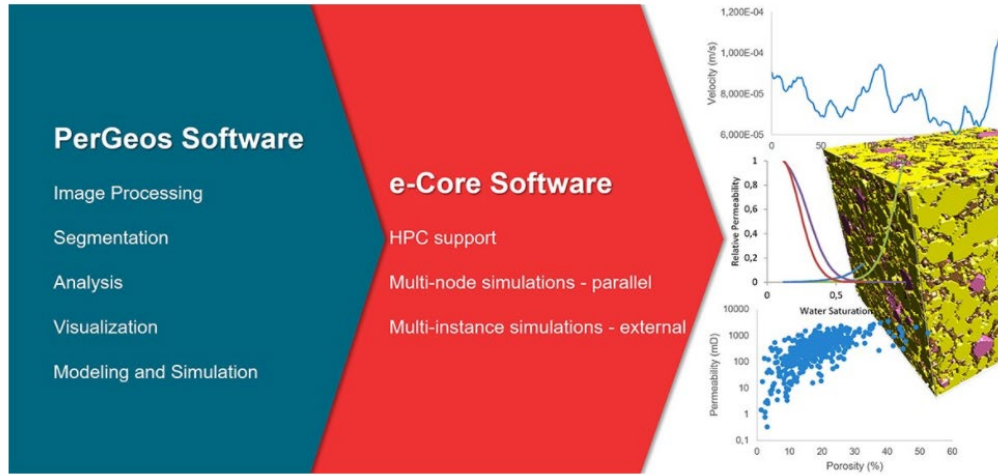 PerGeos Software
Image Processing
Segmentation
Analysis
Visualization
Modeling and Simulation
e-Core Software
HPC support
Multi-node simulations - parallel
Multi-instance simulations - external
Velocity (m/s)
1,200E-04
1,000E-04
8,000E-05
6,000E-05
0
50
Relative Permeability
1
0,8
0,6
0,4
0,2
0
0
0,5
Water Saturation
Permeability (mD)
10000
1000
100
10
1
0,1
0
10
20
30
40
50
60
Porosity (%)